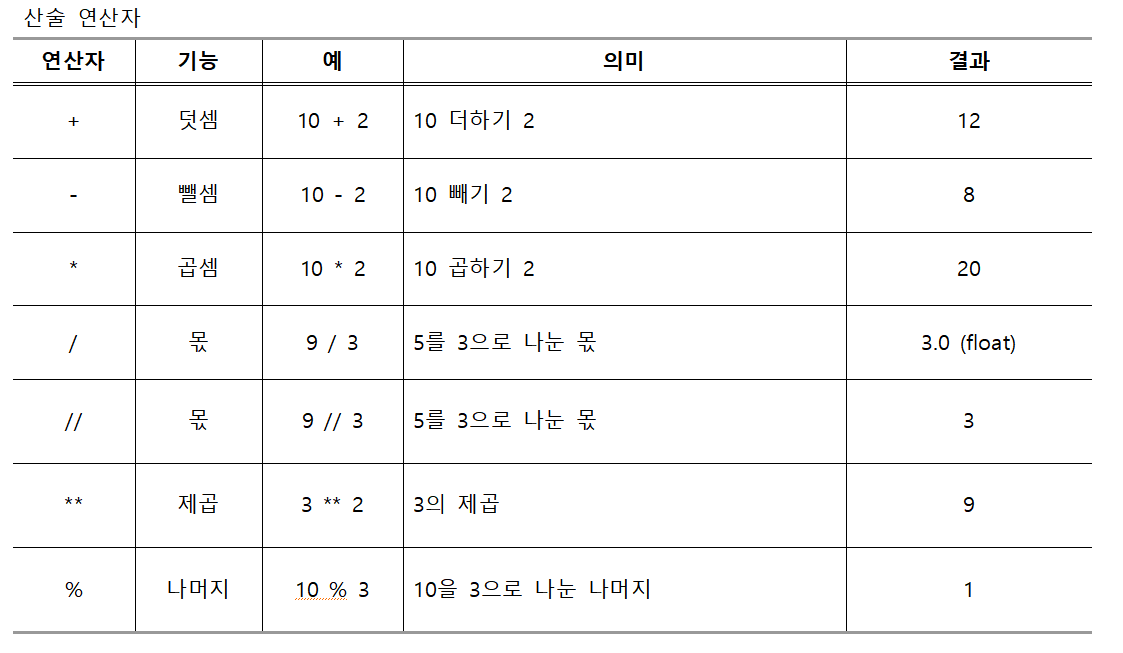 산술 연산자
연산자 기능 예 의미 결과
+ 덧셈 10 + 2 10 더하기 2 12
- 뺄셈 10 - 2 10 빼기 2 8
* 곱셈 10 * 2 10 곱하기 2 20
/ 몫 9 / 3 5를 3으로 나눈 몫 3.0 (float)
// 몫 9 // 3 5를 3으로 나눈 몫 3
** 제곱 3 ** 2 3의 제곱 9
% 나머지 10 % 3 10을 3으로 나눈 나머지 1